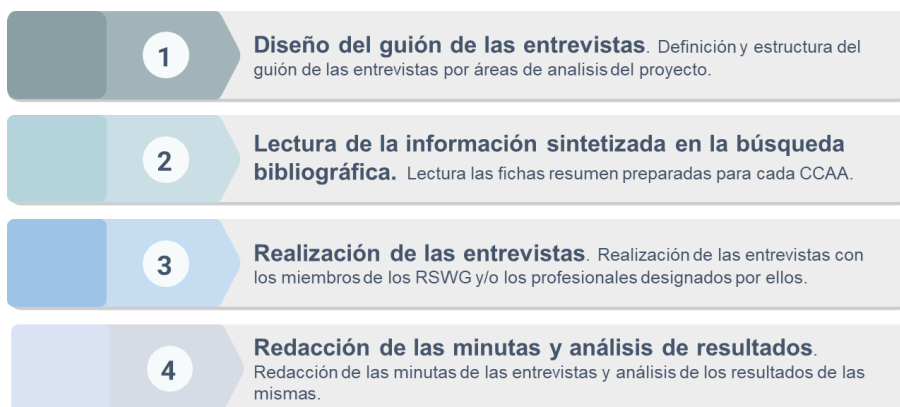 1
Diseño del guión de las entrevistas. Definición y estructura del
guión de las entrevistas por áreas de analisis del proyecto.
2
Lectura de la información sintetizada en la búsqueda
bibliográfica. Lectura las fichas resumen preparadas para cada CCAA.
3
Realización de las entrevistas. Realización de las entrevistas con
los miembros de los RSWG y/o los profesionales designados por ellos.
4
Redacción de las minutas y análisis de resultados.
Redacción de las minutas de las entrevistas y análisis de los resultados de las
mismas.